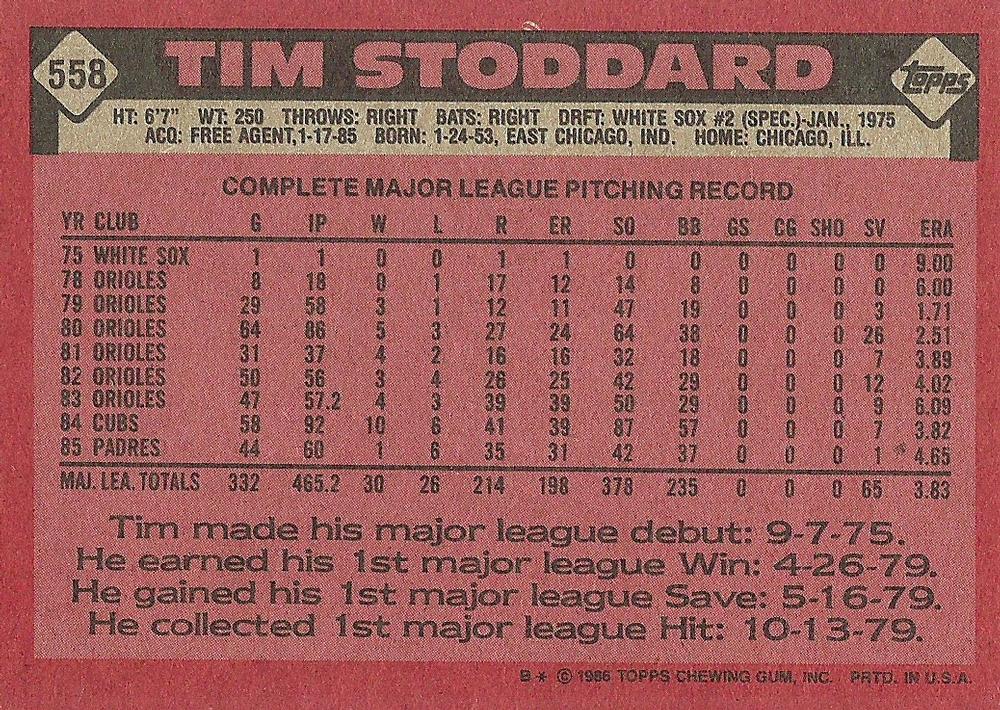 558 TIM STODDARD TOPPS
HT: 6'7" WT: 250 THROWS: RIGHT BATS: RIGHT DRFT: WHITE SOX #2 (SPEC.)-JAN., 1975
ACQ: FREE AGENT,1-17-85 BORN: 1-24-53, EAST CHICAGO, IND. HOME: CHICAGO, ILL.
COMPLETE MAJOR LEAGUE PITCHING RECORD
YR CLUB G IP W L R ER SO BB GS CG SHO SV ERA
75 WHITE SOX 1 1 0 0 1 1 0 0 0 0 0 0 9.00
78 ORIOLES 8 18 0 1 17 12 14 8 0 0 0 0 6.00
79 ORIOLES 29 58 3 1 12 11 47 19 0 0 0 3 1.71
80 ORIOLES 64 86 5 3 27 24 64 38 0 0 0 26 2.51
81 ORIOLES 31 37 4 2 16 16 32 18 0 0 0 7 3.89
82 ORIOLES 50 56 3 4 26 25 42 29 0 0 0 12 4.02
83 ORIOLES 47 57.2 4 3 39 39 50 29 0 0 0 9 6.09
84 CUBS 58 92 10 6 41 39 87 57 0 0 0 7 3.82
85 PADRES 44 60 1 6 35 31 42 37 0 0 0 1 4.65
MAJ. LEA. TOTALS 332 465.2 30 26 214 198 378 235 0 0 0 65 3.83
Tim made his major league debut: 9-7-75.
He earned his 1st major league Win: 4-26-79.
He gained his 1st major league Save: 5-16-79.
He collected 1st major league Hit: 10-13-79.
B * © 1986 TOPPS CHEWING GUM, INC. PRTD. IN U.S.A.